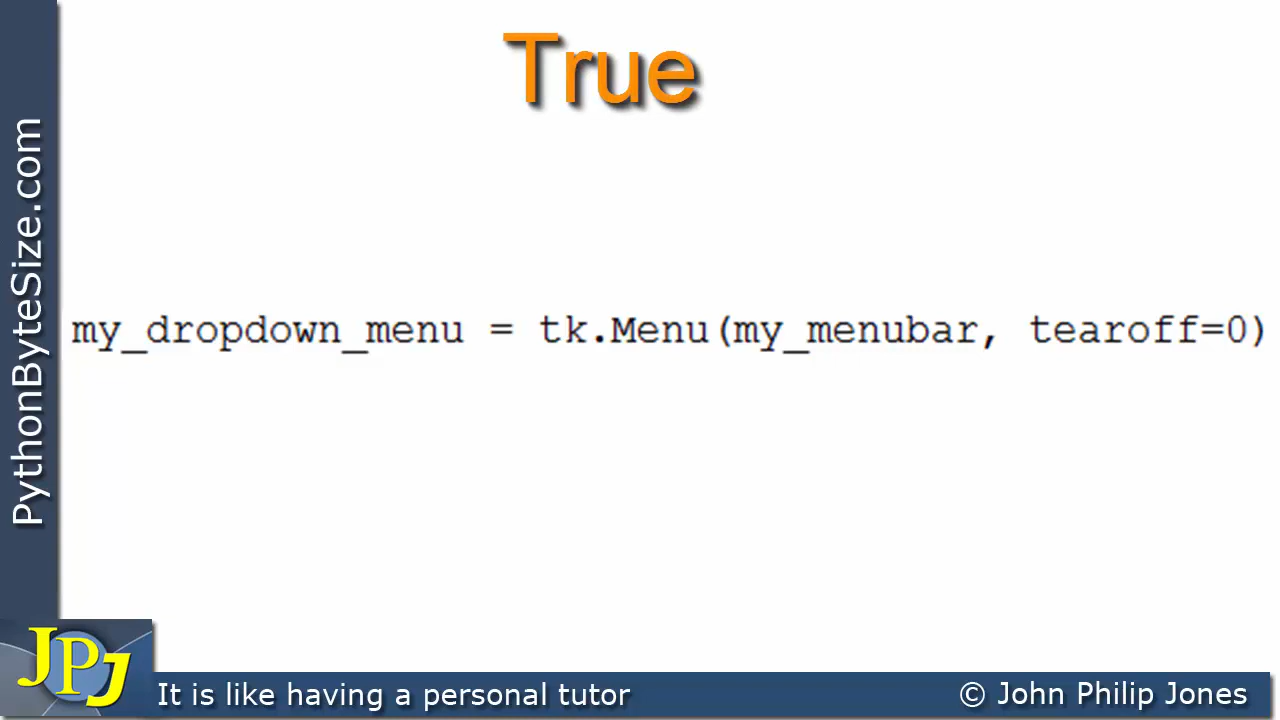 True
my_dropdown_menu = tk.Menu(my_menubar, tearoff=0)
PythonByteSize.com
JPJ
It is like having a personal tutor
© John Philip Jones